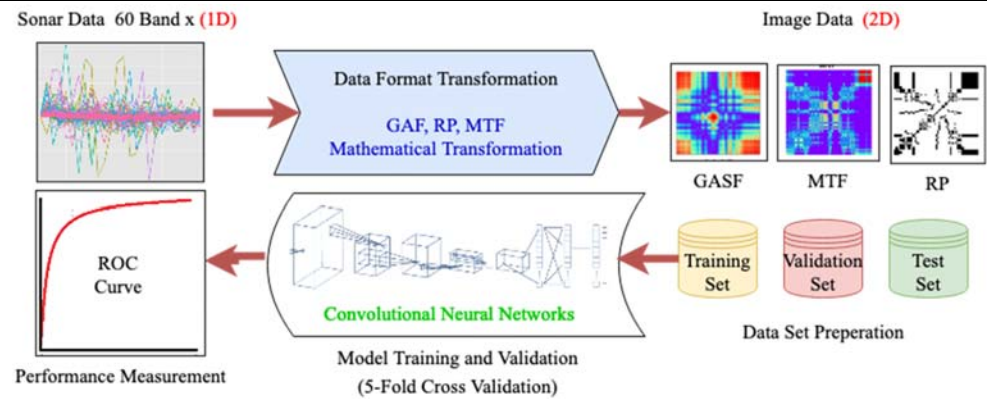 Sonar Data 60 Band x (1D)
Image Data (2D)
Data Format Transformation
GAF, RP, MTF
Mathematical Transformation
GASF
MTF
RP
ROC
Curve
Convolutional Neural Networks
Training
Set
Validation
Set
Test
Set
Data Set Preperation
Model Training and Validation
(5-Fold Cross Validation)
Performance Measurement